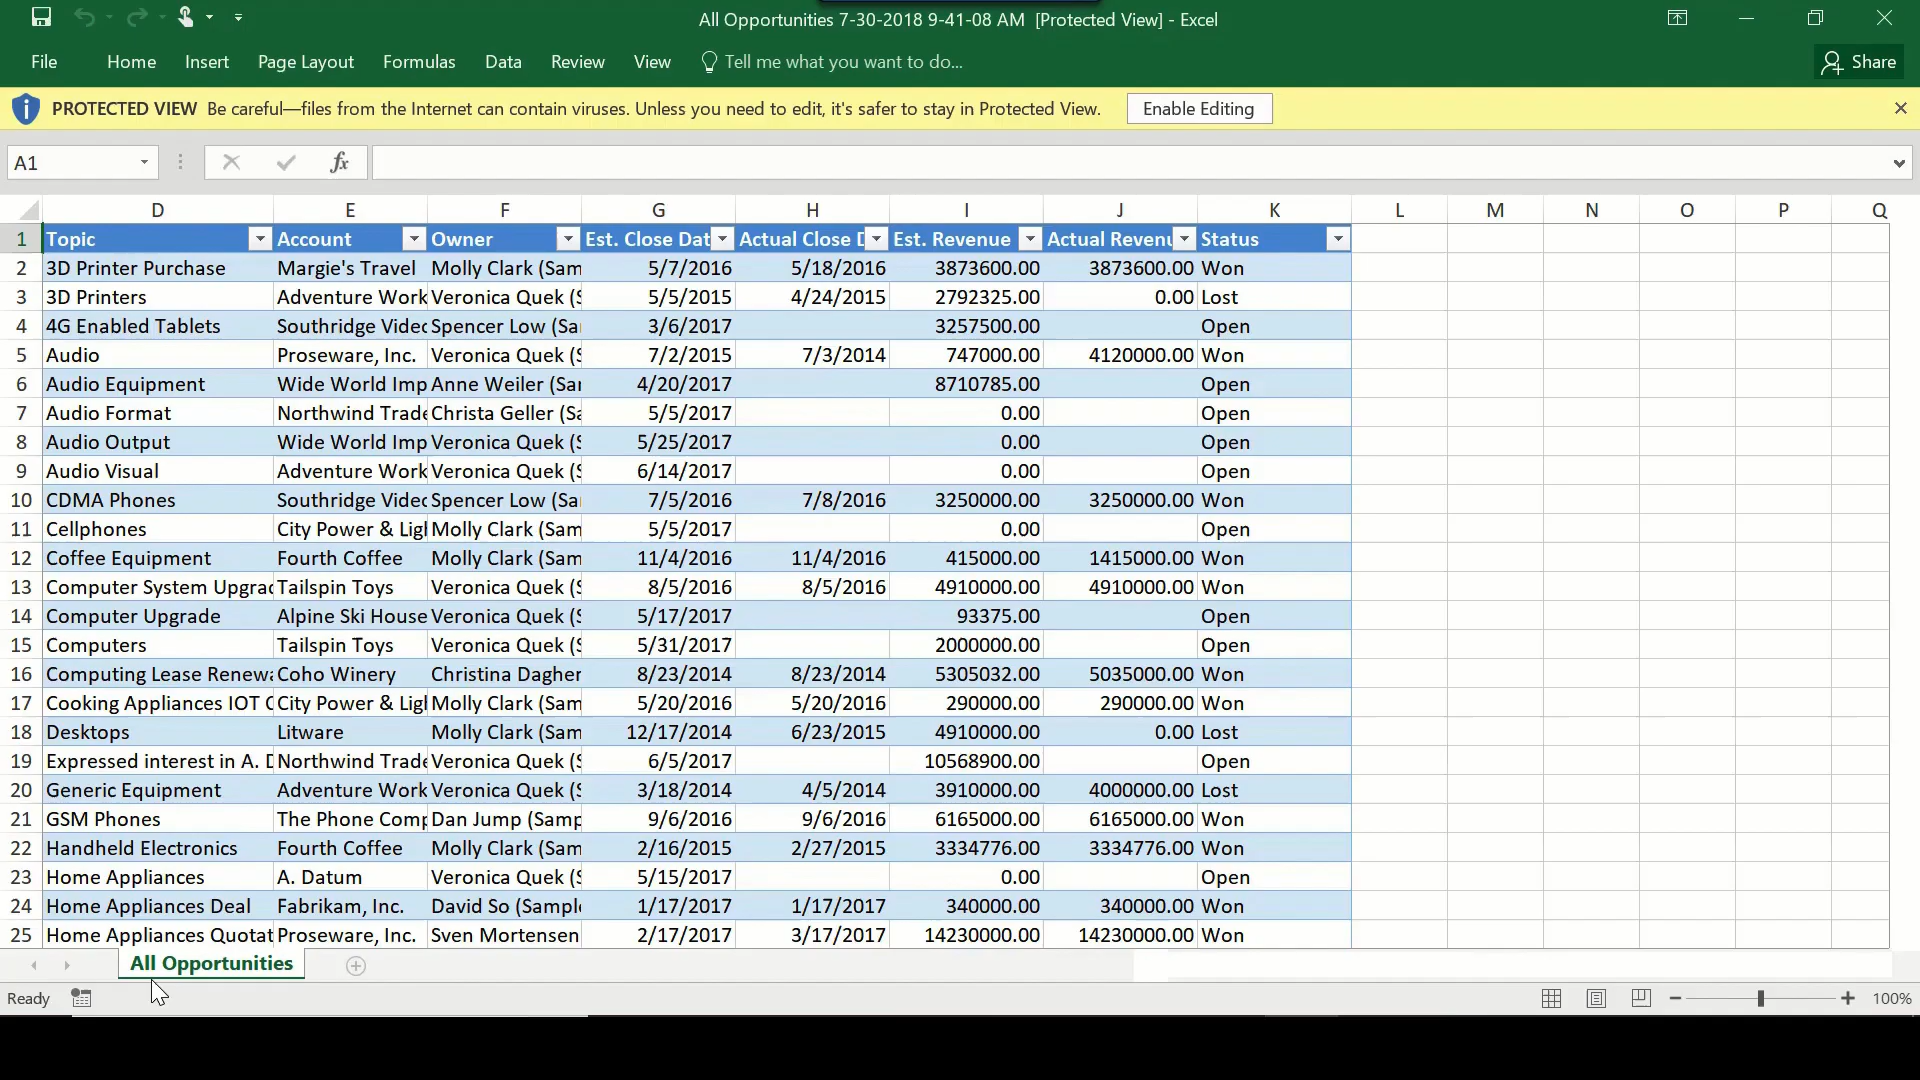 All Opportunities 7-30-2018 9-41-08 AM [Protected View] - Excel
File Home Insert Page Layout Formulas Data Review View Tell me what you want to do... Share
PROTECTED VIEW Be careful—files from the Internet can contain viruses. Unless you need to edit, it's safer to stay in Protected View. Enable Editing
A1 fx
D E F G H I J K L M N O P Q
1 Topic Account Owner Est. Close Dat Actual Close D Est. Revenue Actual Revenu Status
2 3D Printer Purchase Margie's Travel Molly Clark (Sam 5/7/2016 5/18/2016 3873600.00 3873600.00 Won
3 3D Printers Adventure Work Veronica Quek (S 5/5/2015 4/24/2015 2792325.00 0.00 Lost
4 4G Enabled Tablets Southridge Videc Spencer Low (Sa 3/6/2017 3257500.00 Open
5 Audio Proseware, Inc. Veronica Quek (S 7/2/2015 7/3/2014 747000.00 4120000.00 Won
6 Audio Equipment Wide World Imp Anne Weiler (Sar 4/20/2017 8710785.00 Open
7 Audio Format Northwind Trade Christa Geller (Sa 5/5/2017 0.00 Open
8 Audio Output Wide World Imp Veronica Quek (S 5/25/2017 0.00 Open
9 Audio Visual Adventure Work Veronica Quek (S 6/14/2017 0.00 Open
10 CDMA Phones Southridge Videc Spencer Low (Sa 7/5/2016 7/8/2016 3250000.00 3250000.00 Won
11 Cellphones City Power & Ligh Molly Clark (Sam 5/5/2017 0.00 Open
12 Coffee Equipment Fourth Coffee Molly Clark (Sam 11/4/2016 11/4/2016 415000.00 1415000.00 Won
13 Computer System Upgrad Tailspin Toys Veronica Quek (S 8/5/2016 8/5/2016 4910000.00 4910000.00 Won
14 Computer Upgrade Alpine Ski House Veronica Quek (S 5/17/2017 93375.00 Open
15 Computers Tailspin Toys Veronica Quek (S 5/31/2017 2000000.00 Open
16 Computing Lease Renewa Coho Winery Christina Dagher 8/23/2014 8/23/2014 5305032.00 5035000.00 Won
17 Cooking Appliances IOT C City Power & Ligh Molly Clark (Sam 5/20/2016 5/20/2016 290000.00 290000.00 Won
18 Desktops Litware Molly Clark (Sam 12/17/2014 6/23/2015 4910000.00 0.00 Lost
19 Expressed interest in A. D Northwind Trade Veronica Quek (S 6/5/2017 10568900.00 Open
20 Generic Equipment Adventure Work Veronica Quek (S 3/18/2014 4/5/2014 3910000.00 4000000.00 Lost
21 GSM Phones The Phone Comp Dan Jump (Samp 9/6/2016 9/6/2016 6165000.00 6165000.00 Won
22 Handheld Electronics Fourth Coffee Molly Clark (Sam 2/16/2015 2/27/2015 3334776.00 3334776.00 Won
23 Home Appliances A. Datum Veronica Quek (S 5/15/2017 0.00 Open
24 Home Appliances Deal Fabrikam, Inc. David So (Sample 1/17/2017 1/17/2017 340000.00 340000.00 Won
25 Home Appliances Quotat Proseware, Inc. Sven Mortensen 2/17/2017 3/17/2017 14230000.00 14230000.00 Won
All Opportunities
Ready 100%